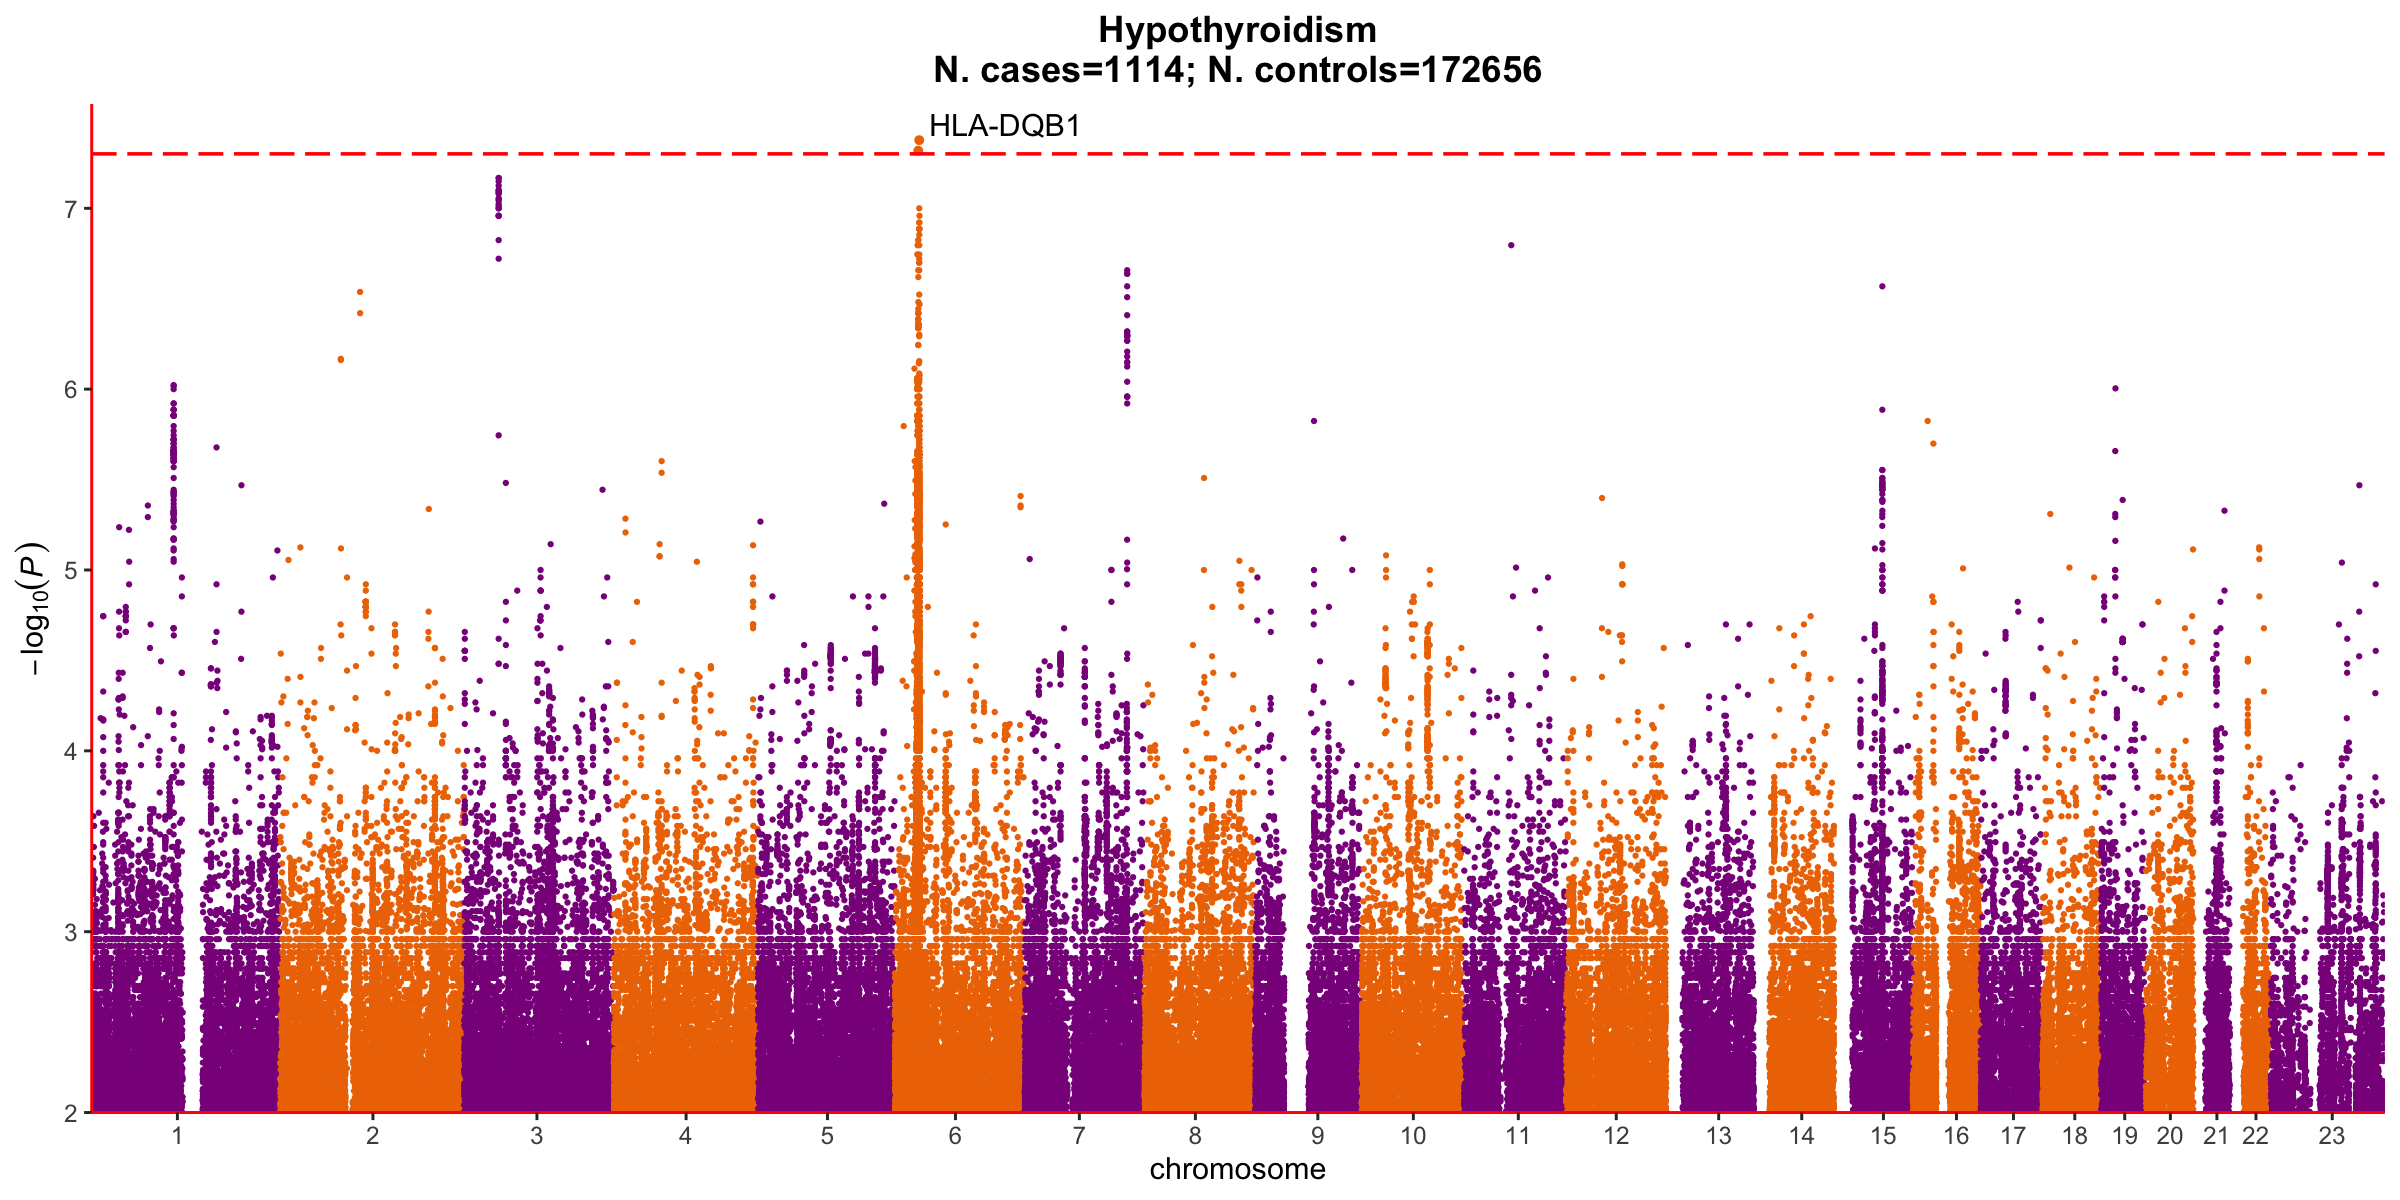 Hypothyroidism
N. cases=1114; N. controls=172656
HLA-DQB1
7
6
5
4
3
2
−log10(P)
1 2 3 4 5 6 7 8 9 10 11 12 13 14 15 16 17 18 19 20 21 22 23
chromosome